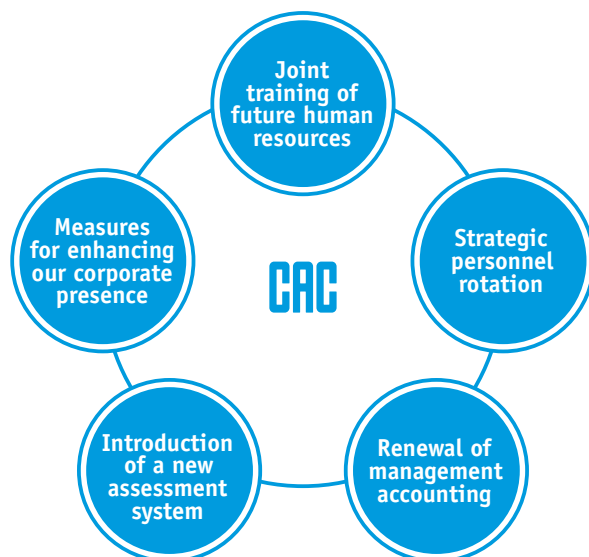 Joint
training of
future human
resources
Measures
for enhancing
our corporate
presence
CAC
Strategic
personnel
rotation
Introduction
of a new
assessment
system
Renewal of
management
accounting